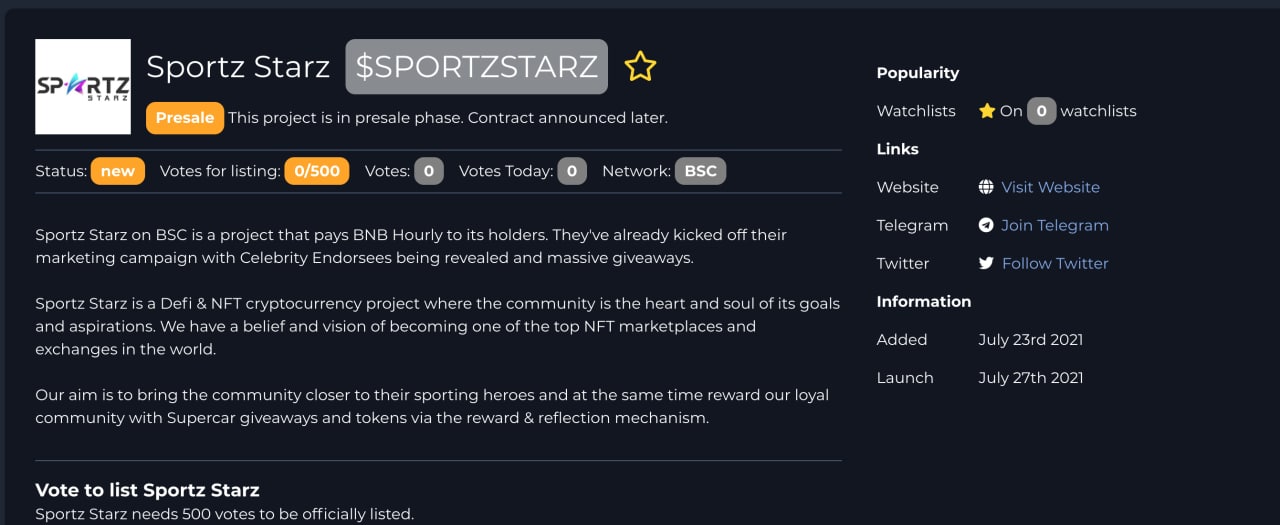 SPARTZ
STARZ
Sportz Starz $SPORTZSTARZ
Presale This project is in presale phase. Contract announced later.
Status: new Votes for listing: 0/500 Votes: 0 Votes Today: 0 Network: BSC
Sportz Starz on BSC is a project that pays BNB Hourly to its holders. They've already kicked off their
marketing campaign with Celebrity Endorsees being revealed and massive giveaways.
Sportz Starz is a Defi & NFT cryptocurrency project where the community is the heart and soul of its goals
and aspirations. We have a belief and vision of becoming one of the top NFT marketplaces and
exchanges in the world.
Our aim is to bring the community closer to their sporting heroes and at the same time reward our loyal
community with Supercar giveaways and tokens via the reward & reflection mechanism.
Vote to list Sportz Starz
Sportz Starz needs 500 votes to be officially listed.
Popularity
Watchlists On 0 watchlists
Links
Website Visit Website
Telegram Join Telegram
Twitter Follow Twitter
Information
Added July 23rd 2021
Launch July 27th 2021